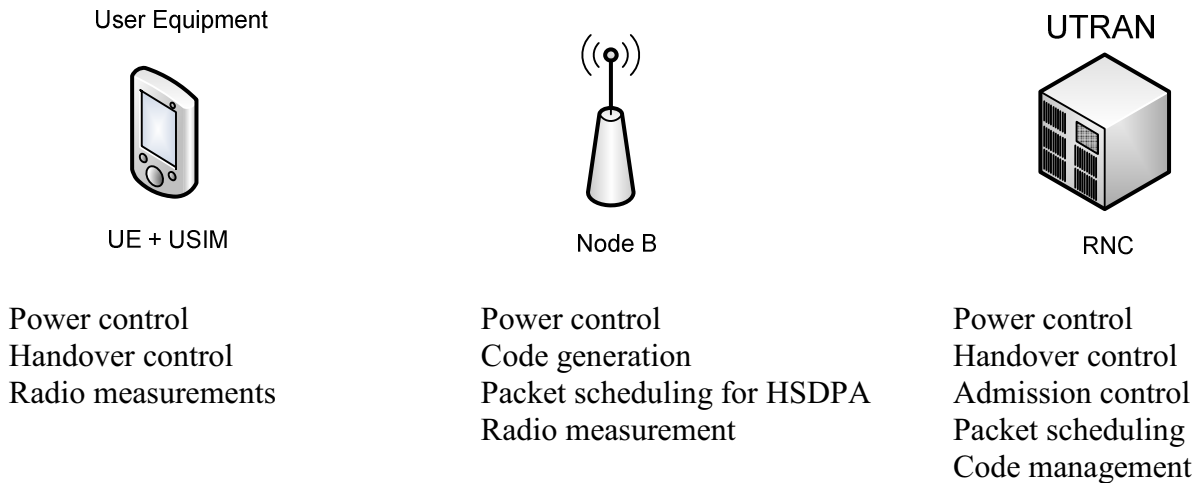 User Equipment
UTRAN
UE + USIM
Node B
RNC
Power control
Handover control
Radio measurements
Power control
Code generation
Packet scheduling for HSDPA
Radio measurement
Power control
Handover control
Admission control
Packet scheduling
Code management